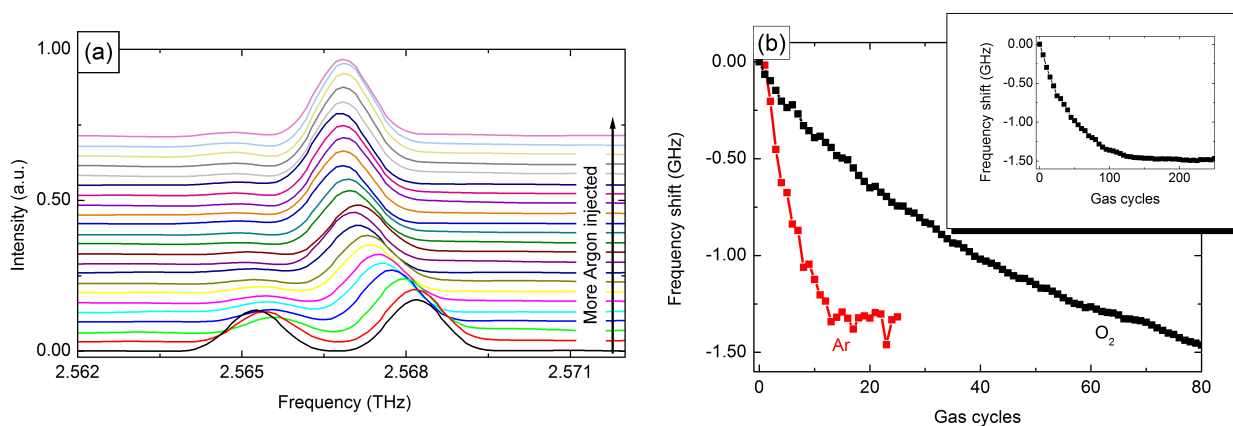 (a)
1.00
0.50
0.00
Intensity (a.u.)
More Argon injected
2.562
2.565
2.568
2.571
Frequency (THz)
(b)
0.00
-0.50
-1.00
-1.50
Frequency shift (GHz)
Ar
O₂
0
20
40
60
80
Gas cycles
0.00
-0.50
-1.00
-1.50
Frequency shift (GHz)
0
100
200
Gas cycles